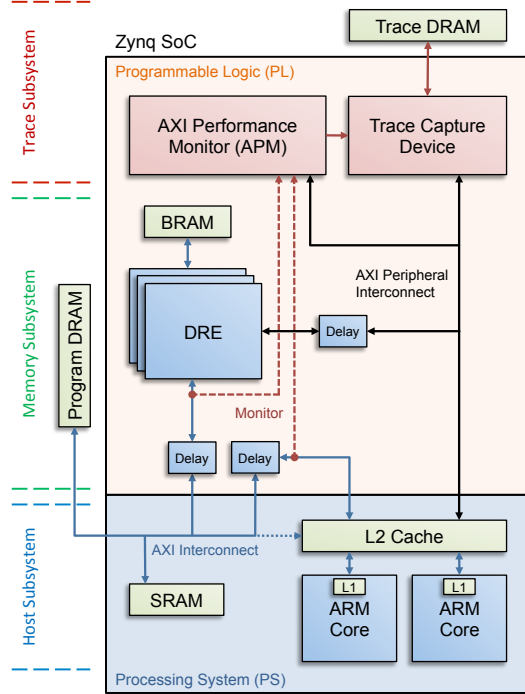 Trace DRAM
Zynq SoC
Programmable Logic (PL)
Trace Subsystem
AXI Performance
Monitor (APM)
Trace Capture
Device
BRAM
Memory Subsystem
Program DRAM
AXI Peripheral
Interconnect
DRE
Delay
Monitor
Delay
Delay
Host Subsystem
L2 Cache
AXI Interconnect
SRAM
L1
ARM
Core
L1
ARM
Core
Processing System (PS)